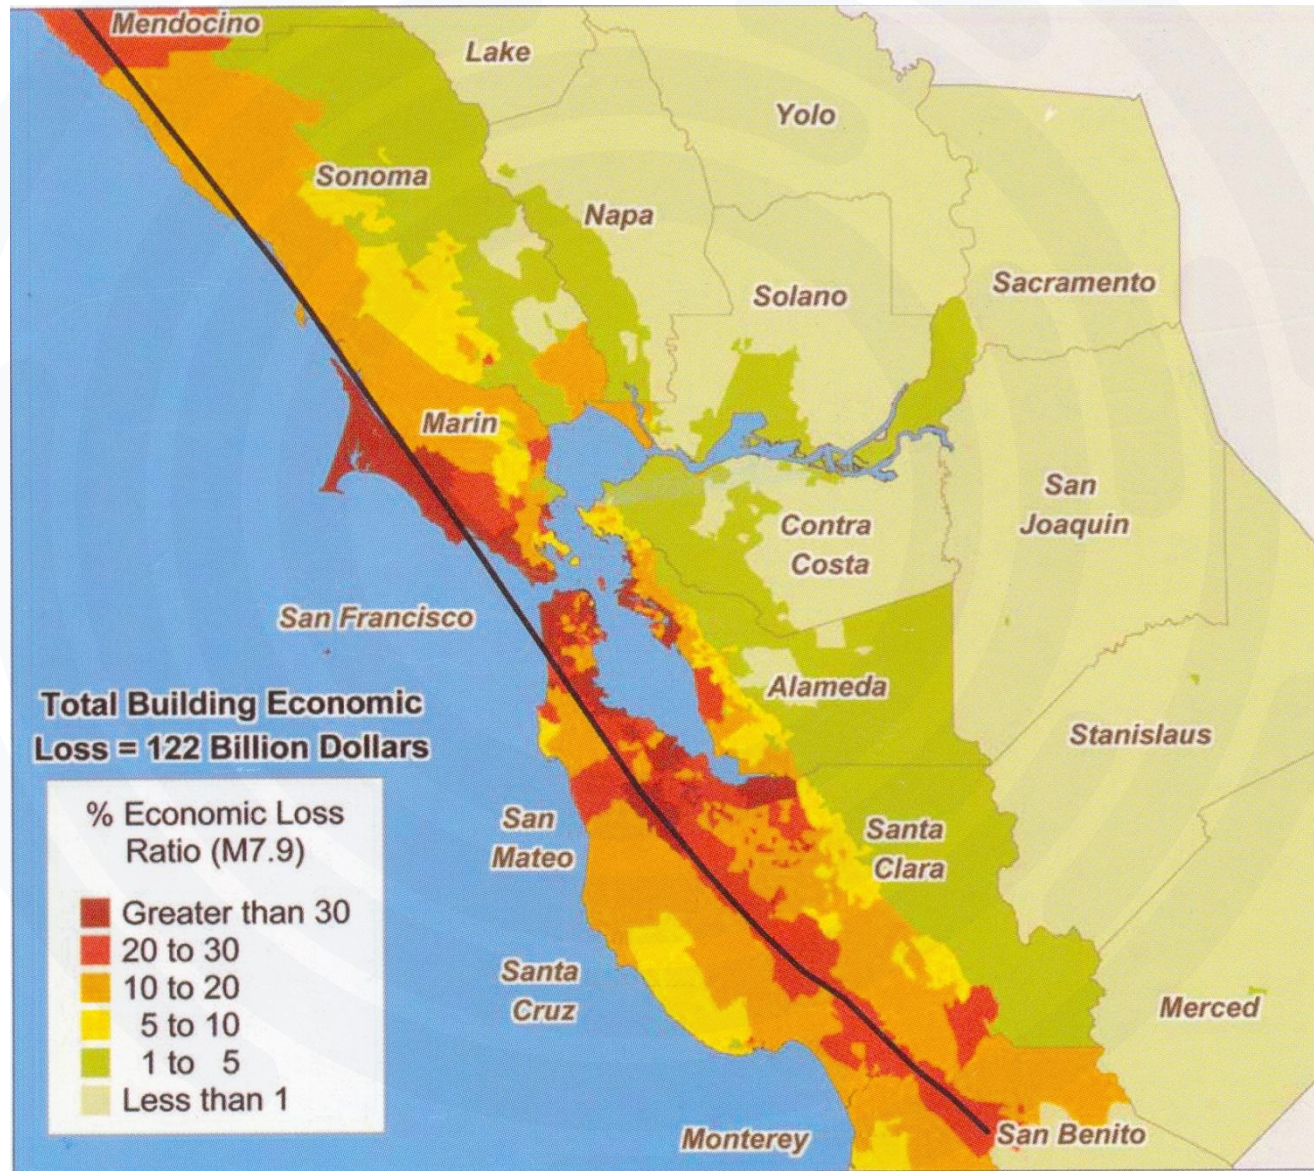 Mendocino
Lake
Yolo
Sonoma
Napa
Solano
Sacramento
Marin
San
Joaquin
Contra
Costa
San Francisco
Alameda
Total Building Economic
Loss = 122 Billion Dollars
Stanislaus
% Economic Loss
Ratio (M7.9)
Greater than 30
20 to 30
10 to 20
5 to 10
1 to 5
Less than 1
San
Mateo
Santa
Clara
Santa
Cruz
Merced
Monterey
San Benito